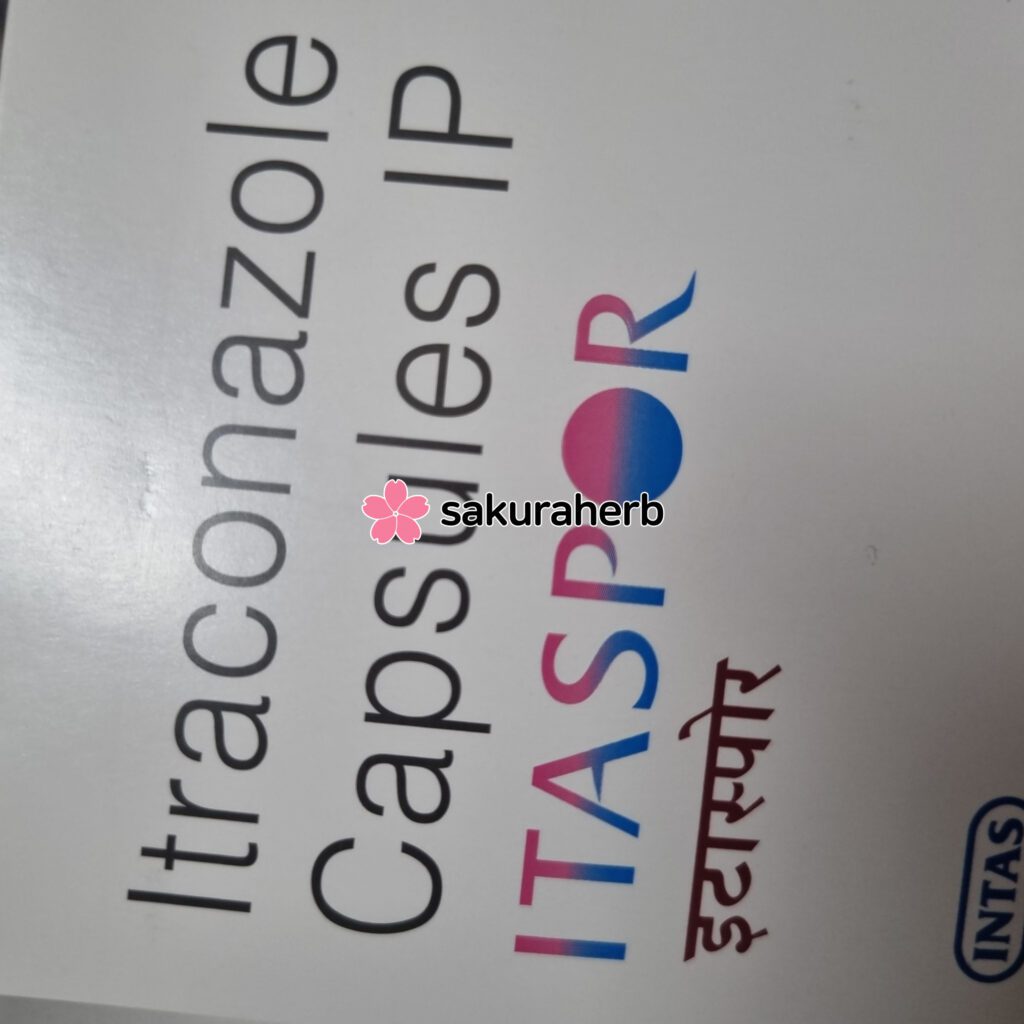 Itraconazole
Capsules IP
ITASPOR
इटास्पोर
INTAS
sakuraherb